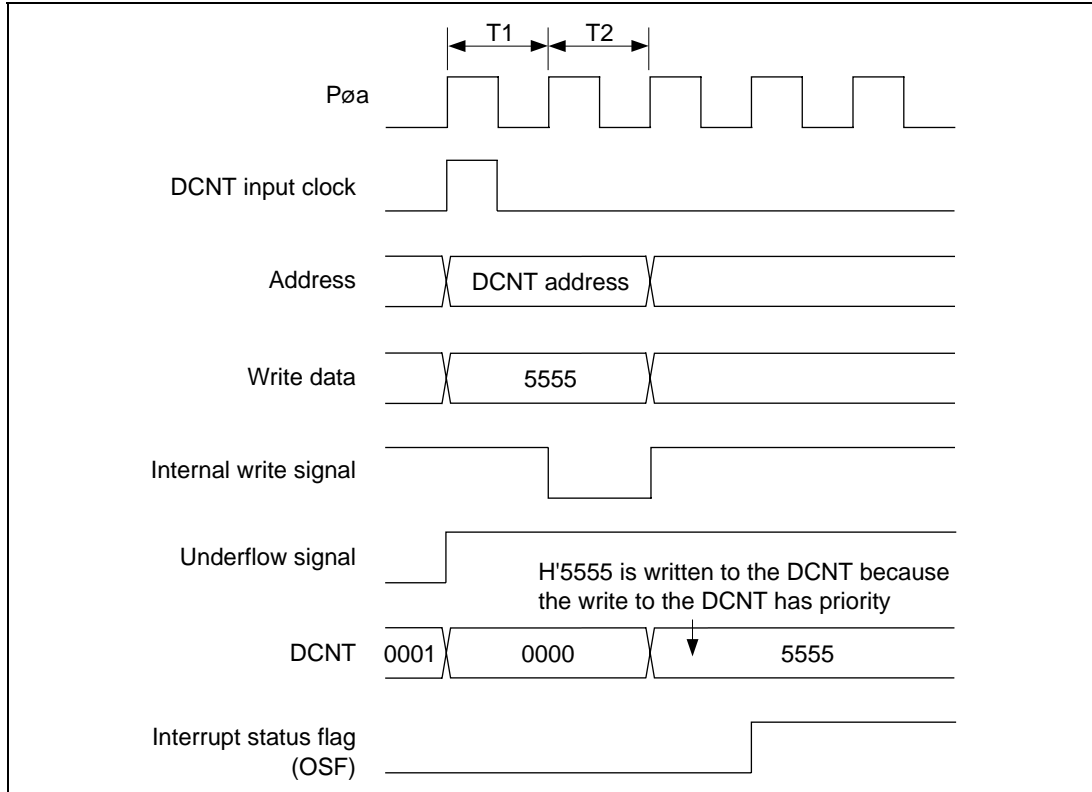 T1 T2
Pøa
DCNT input clock
Address DCNT address
Write data 5555
Internal write signal
Underflow signal
H'5555 is written to the DCNT because
the write to the DCNT has priority
DCNT 0001 0000 5555
Interrupt status flag
(OSF)